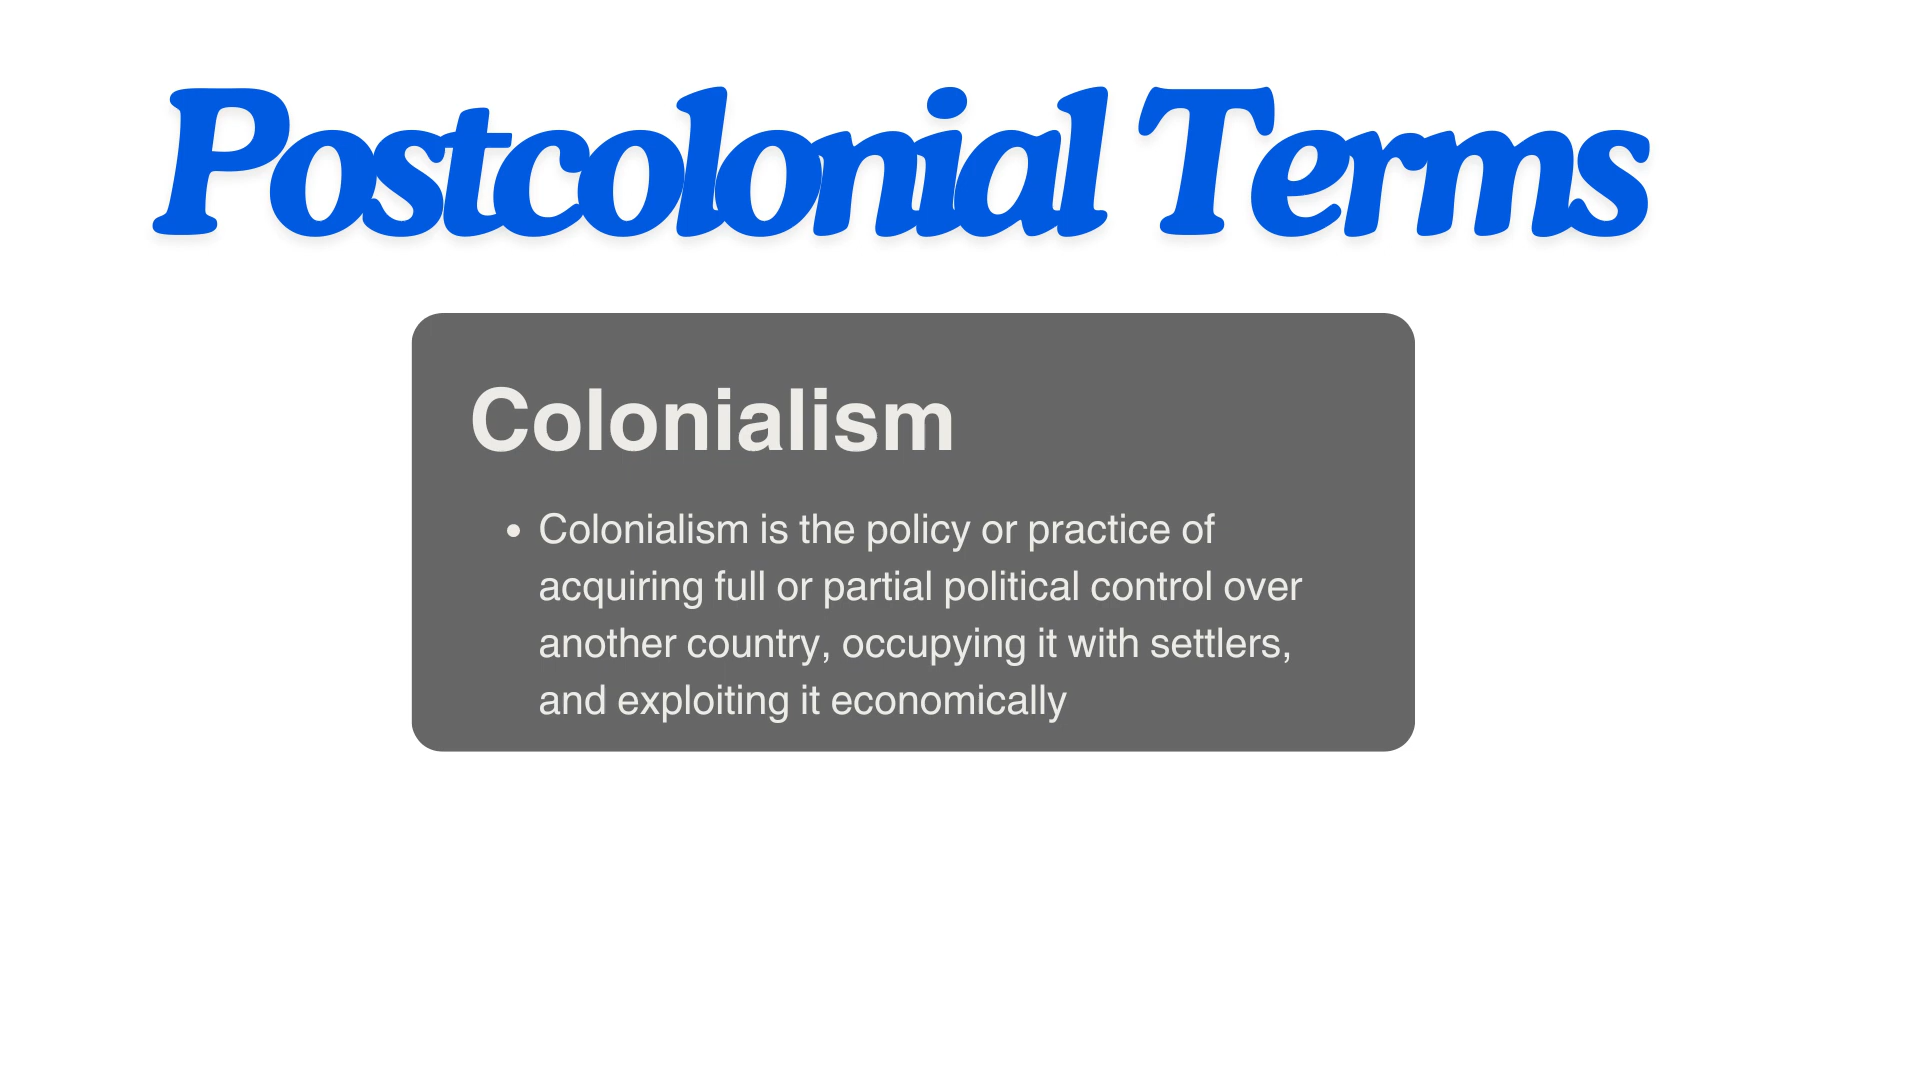 Postcolonial Terms
Colonialism
• Colonialism is the policy or practice of
acquiring full or partial political control over
another country, occupying it with settlers,
and exploiting it economically